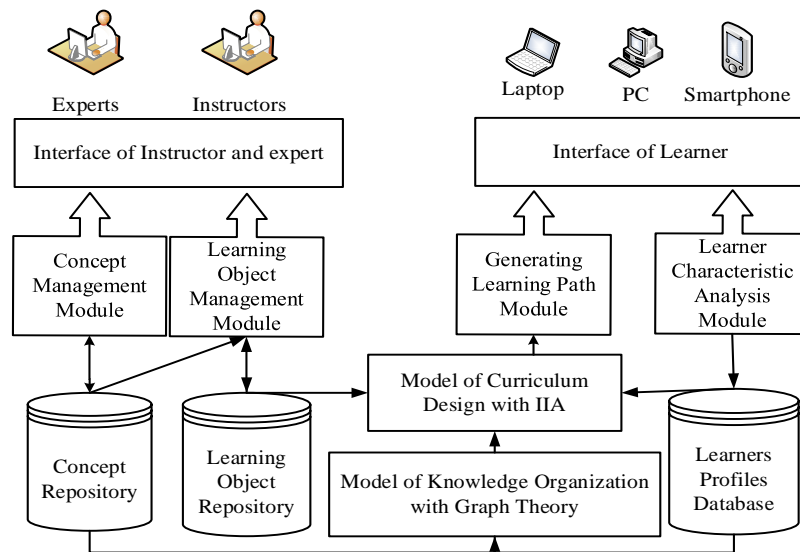 Experts
Instructors
Laptop
PC
Smartphone
Interface of Instructor and expert
Interface of Learner
Concept
Management
Module
Learning
Object
Management
Module
Generating
Learning Path
Module
Learner
Characteristic
Analysis
Module
Model of Curriculum
Design with IIA
Concept
Repository
Learning
Object
Repository
Model of Knowledge Organization
with Graph Theory
Learners
Profiles
Database